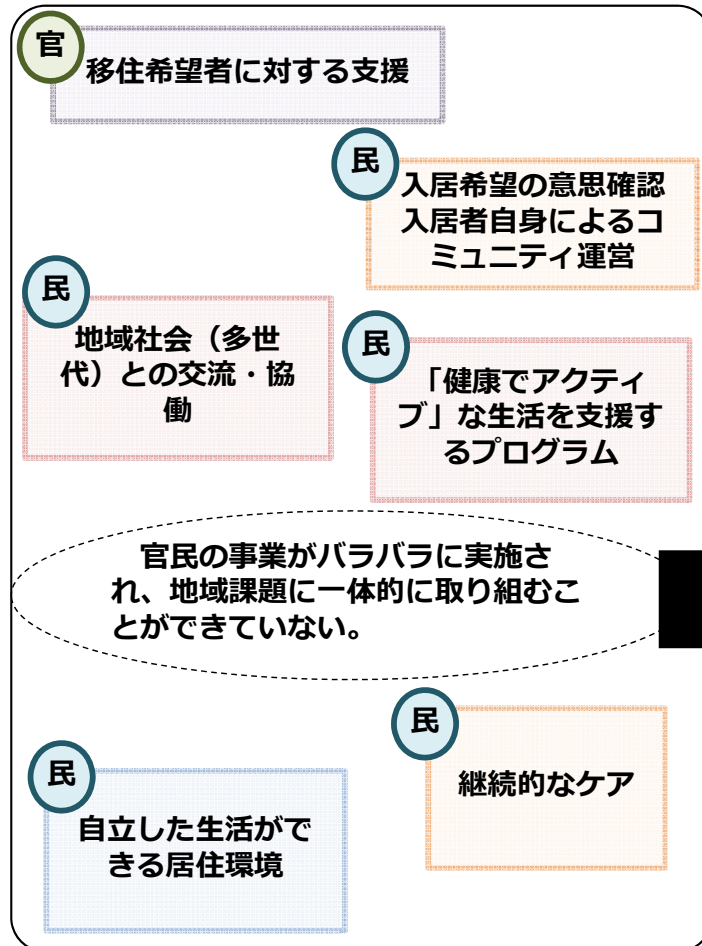 官
移住希望者に対する支援
民
入居希望の意思確認
入居者自身によるコ
ミュニティ運営
民
地域社会（多世
代）との交流・協
働
民
「健康でアクティ
ブ」な生活を支援す
るプログラム
官民の事業がバラバラに実施さ
れ、地域課題に一体的に取り組むこ
とができていない。
民
継続的なケア
民
自立した生活がで
きる居住環境